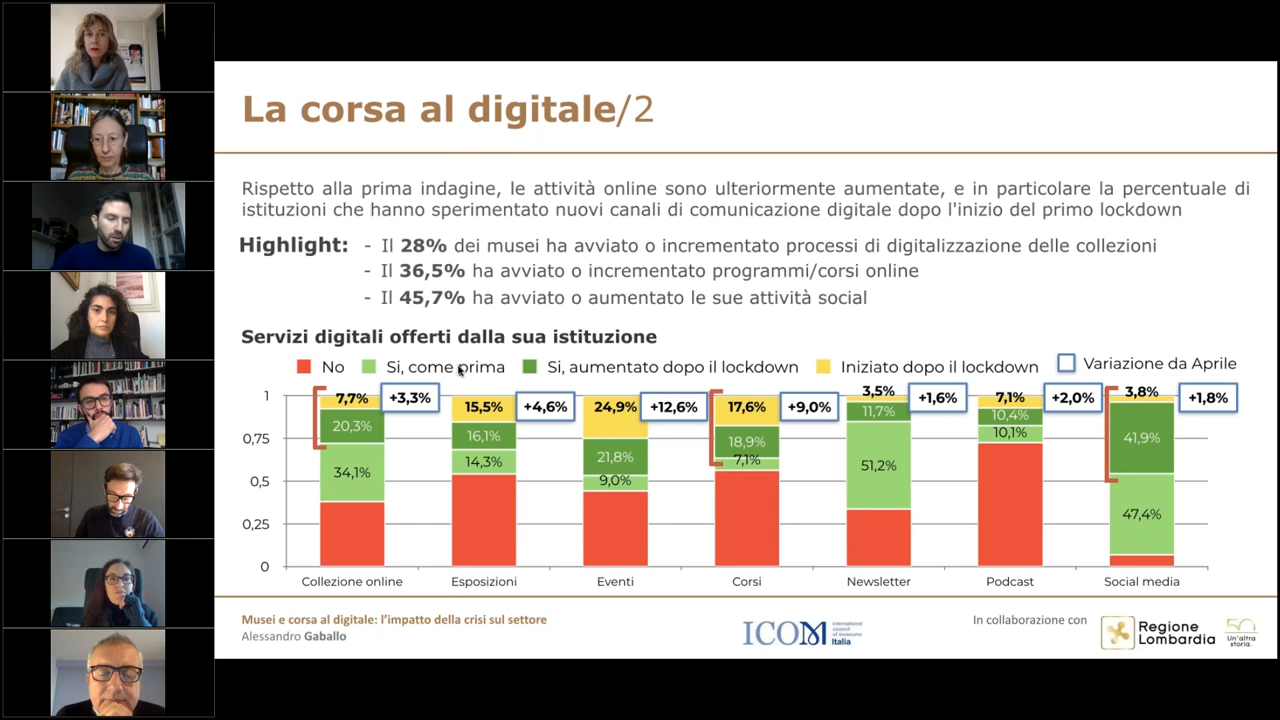 La corsa al digitale/2
Rispetto alla prima indagine, le attività online sono ulteriormente aumentate, e in particolare la percentuale di
istituzioni che hanno sperimentato nuovi canali di comunicazione digitale dopo l'inizio del primo lockdown
Highlight: - Il 28% dei musei ha avviato o incrementato processi di digitalizzazione delle collezioni
- Il 36,5% ha avviato o incrementato programmi/corsi online
- Il 45,7% ha avviato o aumentato le sue attività social
Servizi digitali offerti dalla sua istituzione
No Si, come prima Si, aumentato dopo il lockdown Iniziato dopo il lockdown Variazione da Aprile
1
0,75
0,5
0,25
0
7,7% +3,3%
20,3%
34,1%
Collezione online
15,5% +4,6%
16,1%
14,3%
Esposizioni
24,9% +12,6%
21,8%
9,0%
Eventi
17,6% +9,0%
18,9%
7,1%
Corsi
3,5% +1,6%
11,7%
51,2%
Newsletter
7,1% +2,0%
10,4%
10,1%
Podcast
3,8% +1,8%
41,9%
47,4%
Social media
Musei e corsa al digitale: l'impatto della crisi sul settore
Alessandro Gaballo
ICOM international
council
of museums
Italia
In collaborazione con
Regione
Lombardia
50
Un'altra
storia.